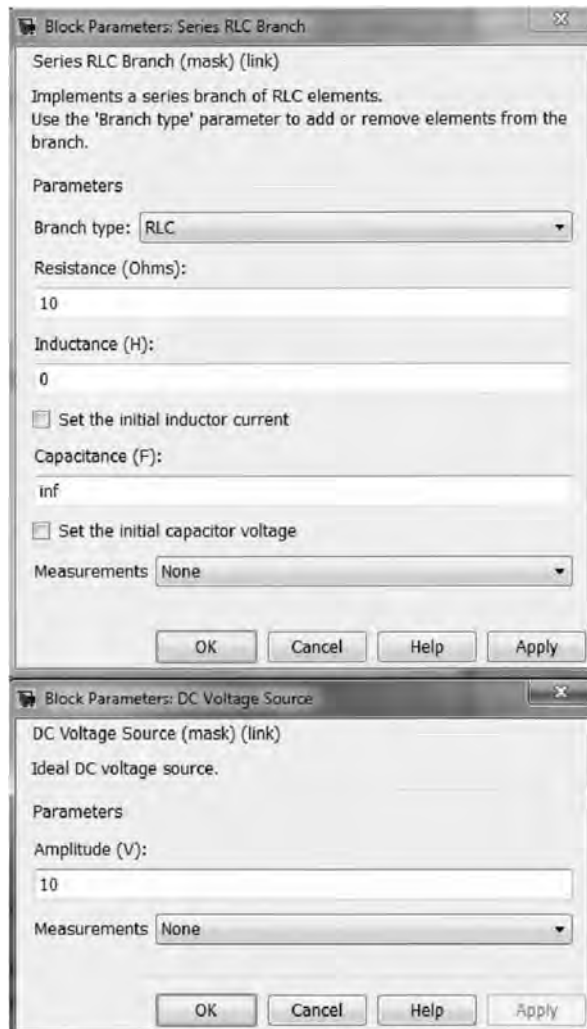 Block Parameters: Series RLC Branch
Series RLC Branch (mask) (link)
Implements a series branch of RLC elements.
Use the 'Branch type' parameter to add or remove elements from the
branch.
Parameters
Branch type: RLC
Resistance (Ohms):
10
Inductance (H):
0
Set the initial inductor current
Capacitance (F):
inf
Set the initial capacitor voltage
Measurements None
OK Cancel Help Apply
Block Parameters: DC Voltage Source
DC Voltage Source (mask) (link)
Ideal DC voltage source.
Parameters
Amplitude (V):
10
Measurements None
OK Cancel Help Apply